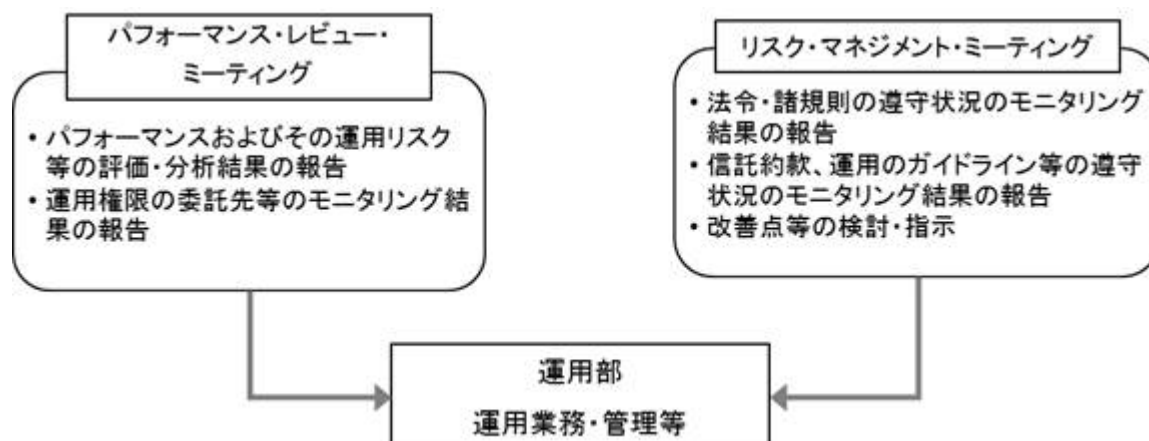 パフォーマンス・レビュー・
ミーティング
・パフォーマンスおよびその運用リスク
等の評価・分析結果の報告
・運用権限の委託先等のモニタリング結
果の報告
リスク・マネジメント・ミーティング
・法令・諸規則の遵守状況のモニタリング
結果の報告
・信託約款、運用のガイドライン等の遵守
状況のモニタリング結果の報告
・改善点等の検討・指示
運用部
運用業務・管理等